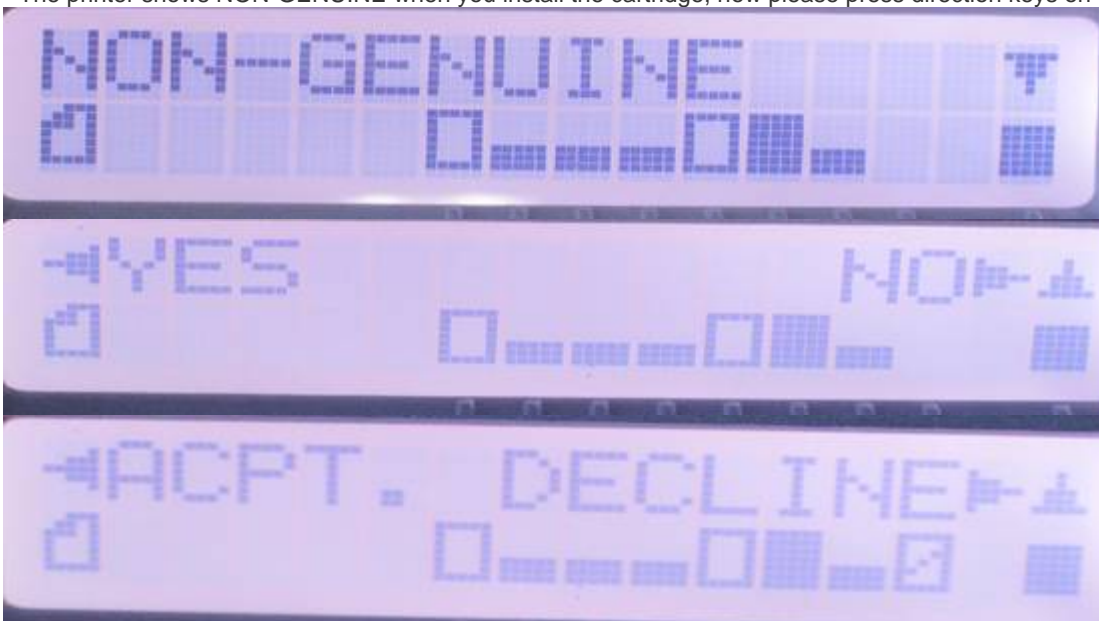 The printer shows NON-GENUINE when you install the cartridge, now please press direction keys on
NON-GENUINE
YES NO
ACPT. DECLINE